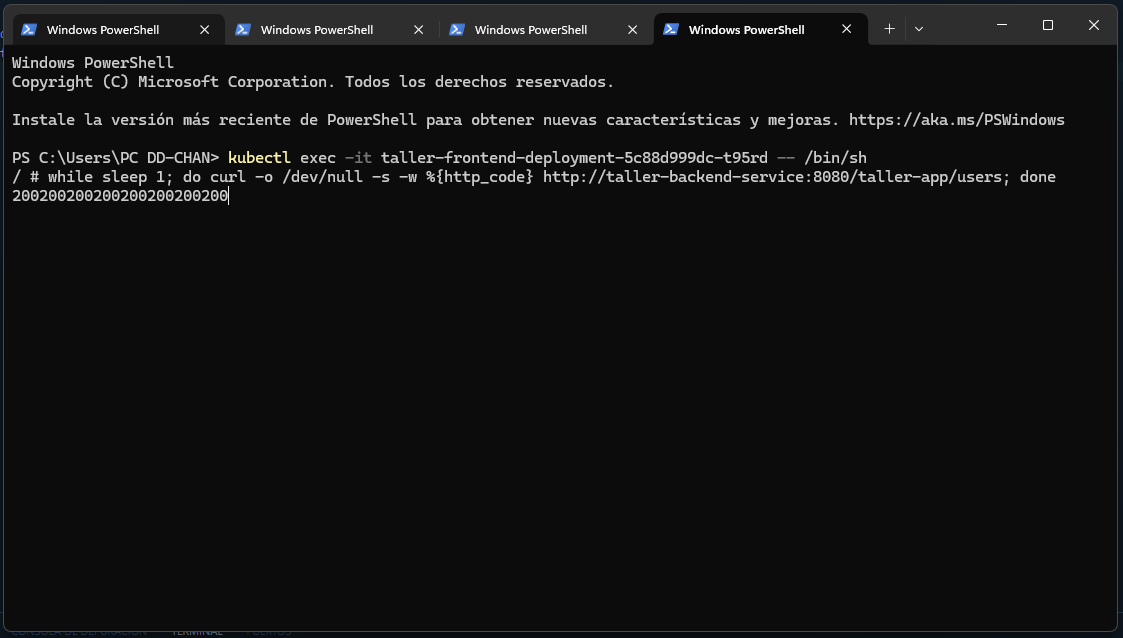 Windows PowerShell
Windows PowerShell
Windows PowerShell
Windows PowerShell
Windows PowerShell
Copyright (C) Microsoft Corporation. Todos los derechos reservados.
Instale la versión más reciente de PowerShell para obtener nuevas características y mejoras. https://aka.ms/PSWindows
PS C:\Users\PC DD-CHAN> kubectl exec -it taller-frontend-deployment-5c88d999dc-t95rd -- /bin/sh
/ # while sleep 1; do curl -o /dev/null -s -w %{http_code} http://taller-backend-service:8080/taller-app/users; done
200200200200200200200200
TERMINAL